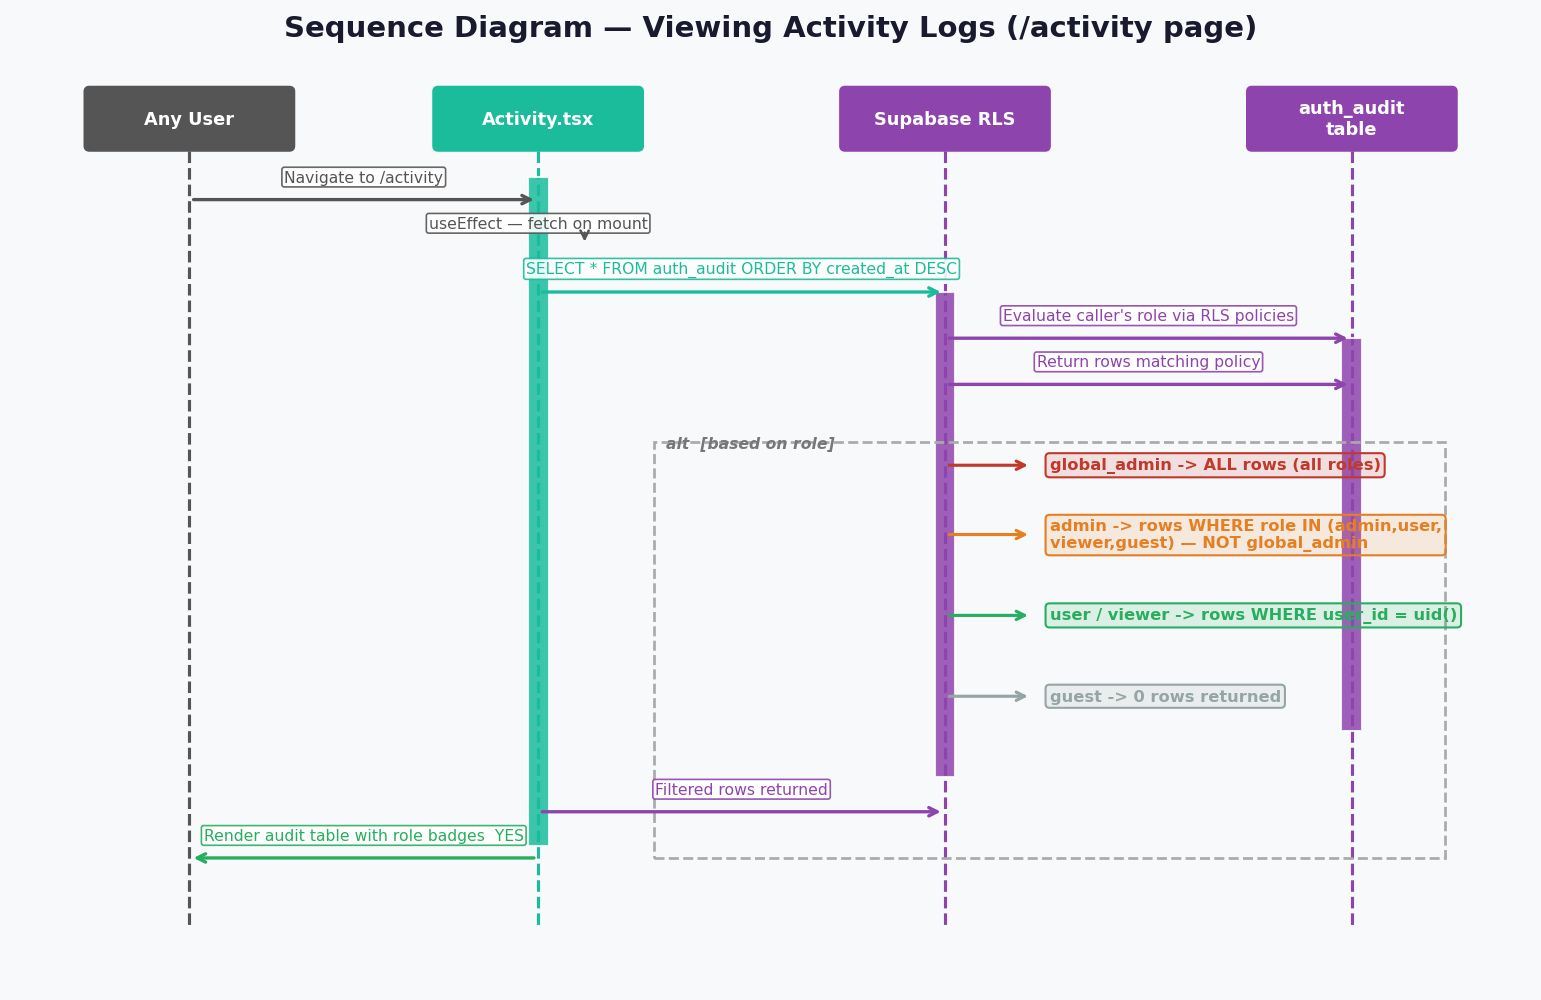 Sequence Diagram — Viewing Activity Logs (/activity page)
Any User
Activity.tsx
Supabase RLS
auth_audit
table
Navigate to /activity
useEffect — fetch on mount
SELECT * FROM auth_audit ORDER BY created_at DESC
Evaluate caller's role via RLS policies
Return rows matching policy
alt  [based on role]
global_admin -> ALL rows (all roles)
admin -> rows WHERE role IN (admin,user,
viewer,guest) — NOT global_admin
user / viewer -> rows WHERE user_id = uid()
guest -> 0 rows returned
Filtered rows returned
Render audit table with role badges  YES